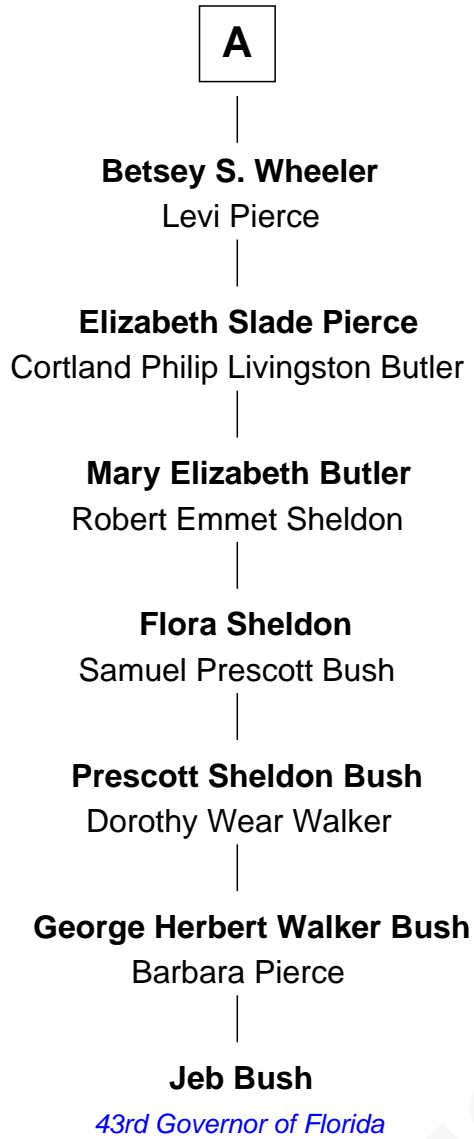 A
Betsey S. Wheeler
Levi Pierce
Elizabeth Slade Pierce
Cortland Philip Livingston Butler
Mary Elizabeth Butler
Robert Emmet Sheldon
Flora Sheldon
Samuel Prescott Bush
Prescott Sheldon Bush
Dorothy Wear Walker
George Herbert Walker Bush
Barbara Pierce
Jeb Bush
43rd Governor of Florida